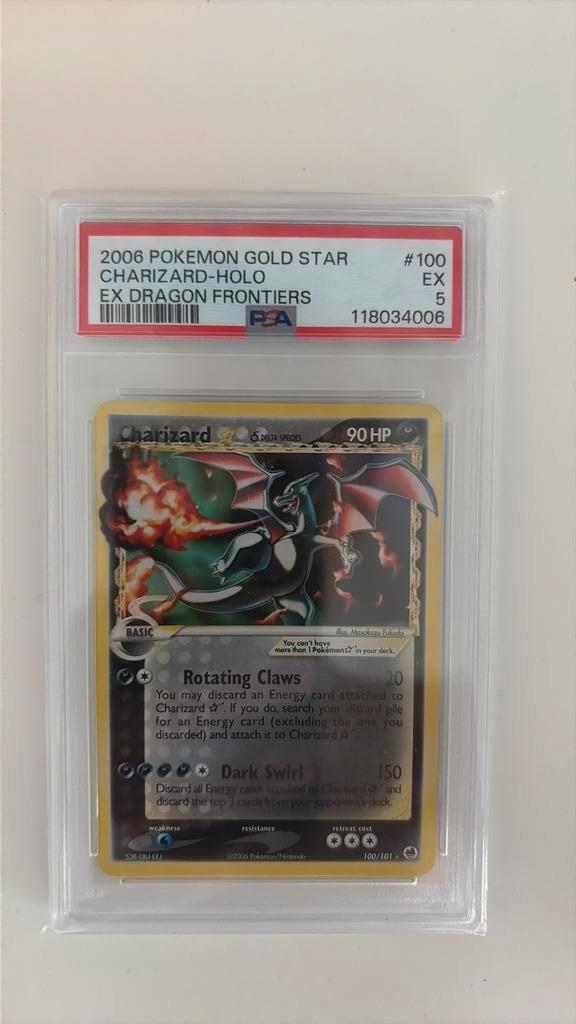 2006 POKEMON GOLD STAR #100
CHARIZARD-HOLO EX
EX DRAGON FRONTIERS 5
PSA 118034006
Charizard ☆ δ DELTA SPECIES 90 HP
BASIC
Illus. Masakazu Fukuda
You can't have
more than 1 Pokémon ☆ in your deck.
Rotating Claws 20
You may discard an Energy card attached to
Charizard ☆. If you do, search your discard pile
for an Energy card (excluding the one you
discarded) and attach it to Charizard ☆.
Dark Swirl 150
Discard all Energy cards attached to Charizard ☆ and
discard the top 3 cards from your opponent's deck.
weakness resistance retreat cost
©2006 Pokémon/Nintendo 100/101